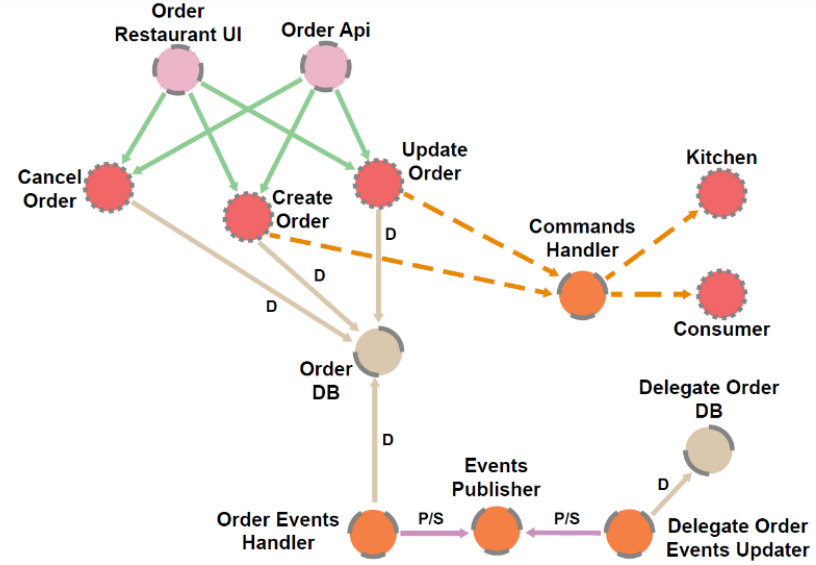 Order
Restaurant UI
Order Api
Cancel
Order
Create
Order
Update
Order
Kitchen
Commands
Handler
Consumer
D
D
D
Order
DB
D
Delegate Order
DB
Events
Publisher
D
Order Events
Handler
P/S
P/S
Delegate Order
Events Updater